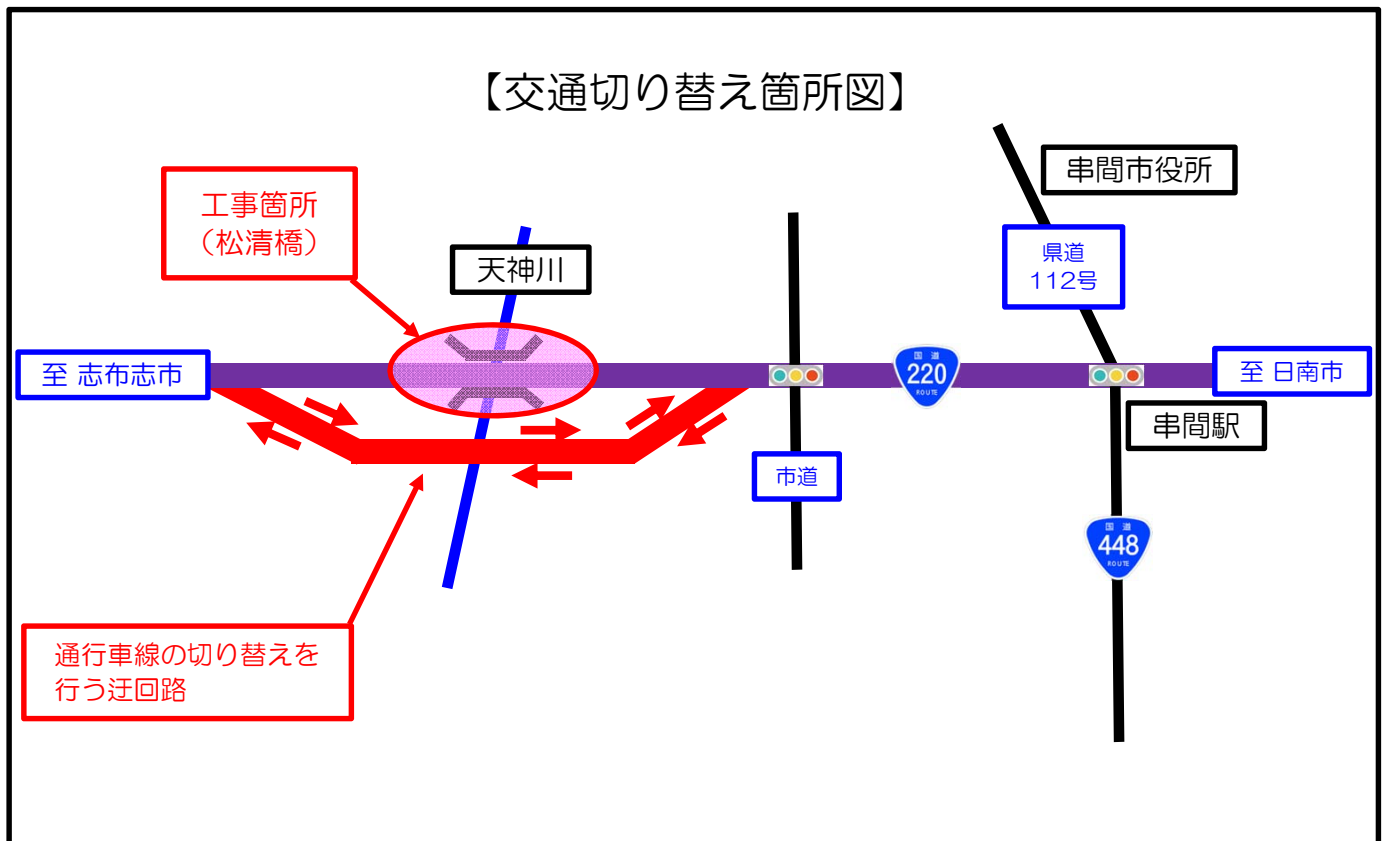 【交通切り替え箇所図】
串間市役所
工事箇所
（松清橋）
天神川
県道
112号
至 志布志市
国道
220
ROUTE
至 日南市
串間駅
市道
国道
448
ROUTE
通行車線の切り替えを
行う迂回路